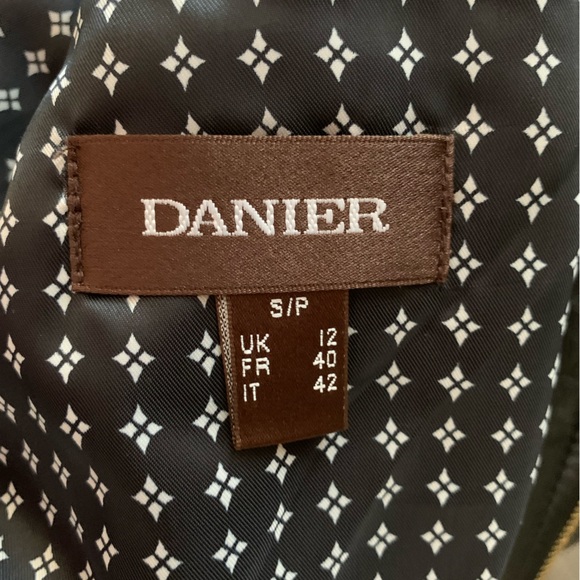 DANIER
S/P
UK 12
FR 40
IT 42